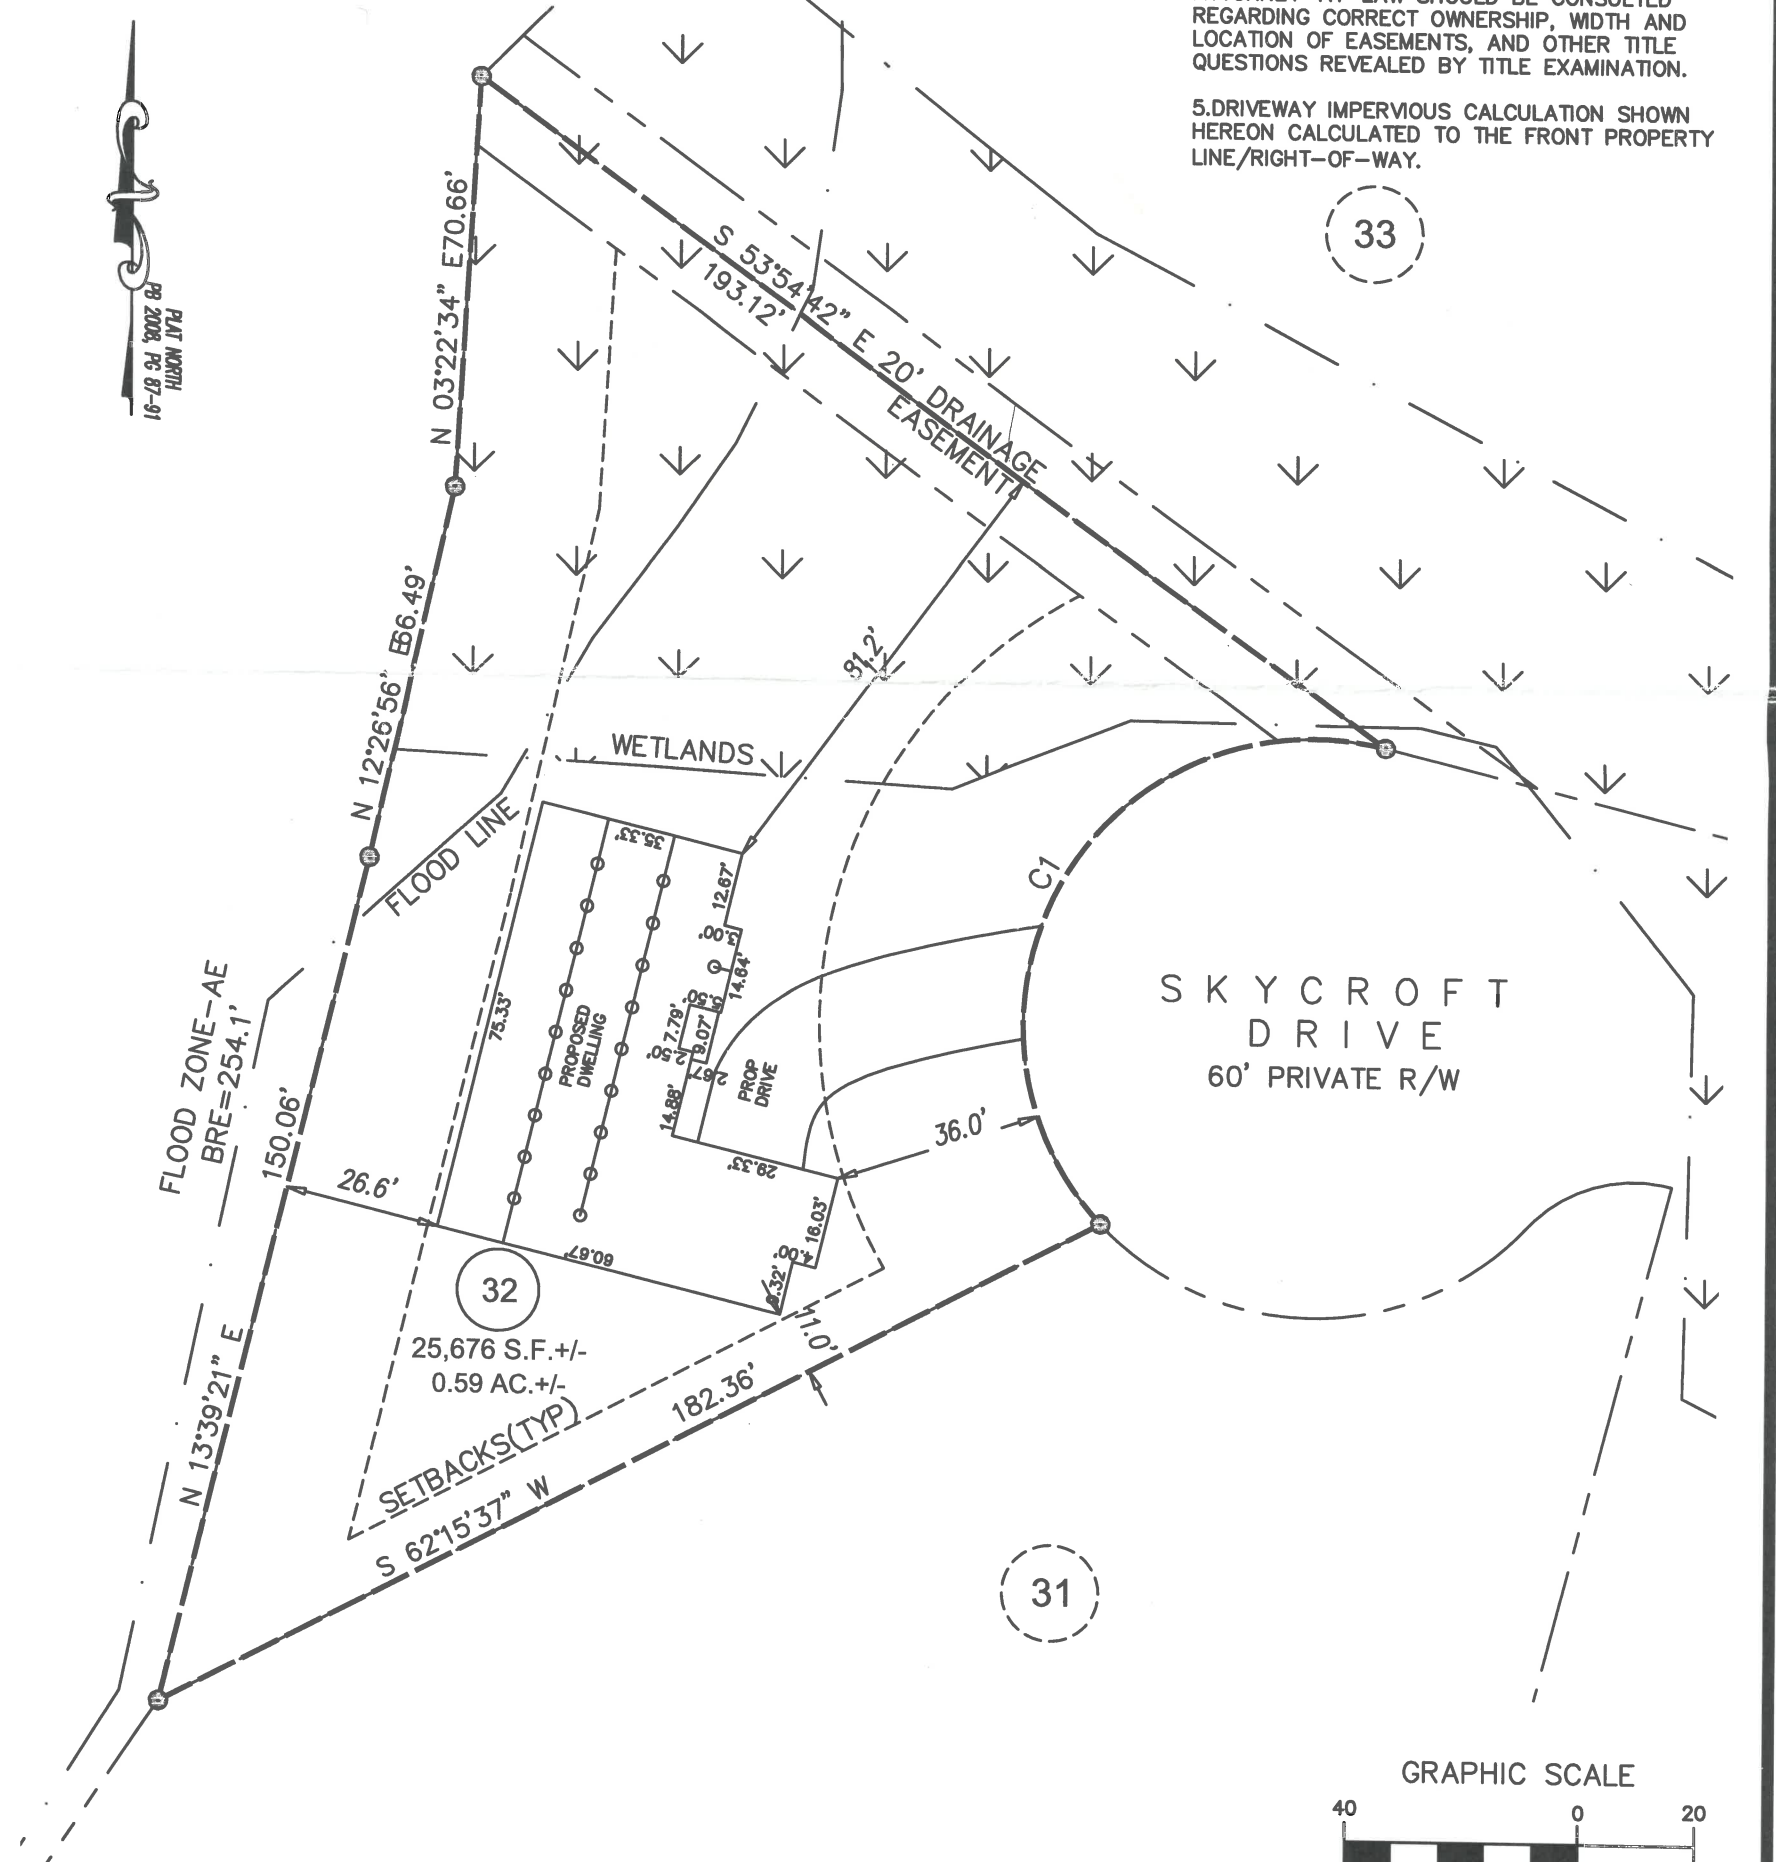 REGARDING CORRECT OWNERSHIP, WIDTH AND
LOCATION OF EASEMENTS, AND OTHER TITLE
QUESTIONS REVEALED BY TITLE EXAMINATION.
5.DRIVEWAY IMPERVIOUS CALCULATION SHOWN
HEREON CALCULATED TO THE FRONT PROPERTY
LINE/RIGHT-OF-WAY.
33
PLAT NORTH
PB 2008, PG 87-91
N 03°22'34" E70.66'
S 53°54'42" E 20' DRAINAGE
193.12'
EASEMENT
N 12°26'56" E66.49'
81.2'
WETLANDS
FLOOD LINE
35.33'
12.67'
3.00'
14.64'
7.79'
9.07'
2.50'
2.67'
14.88'
75.33'
PROPOSED
DWELLING
PROP
DRIVE
C1
SKYCROFT
DRIVE
60' PRIVATE R/W
FLOOD ZONE-AE
BRE=254.1'
150.06'
26.6'
36.0'
29.33'
16.03'
4.00'
60.67'
11.0'
32
25,676 S.F.+/-
0.59 AC.+/-
N 13°39'21" E
182.36'
SETBACKS(TYP)
S 62°15'37" W
31
GRAPHIC SCALE
40 0 20